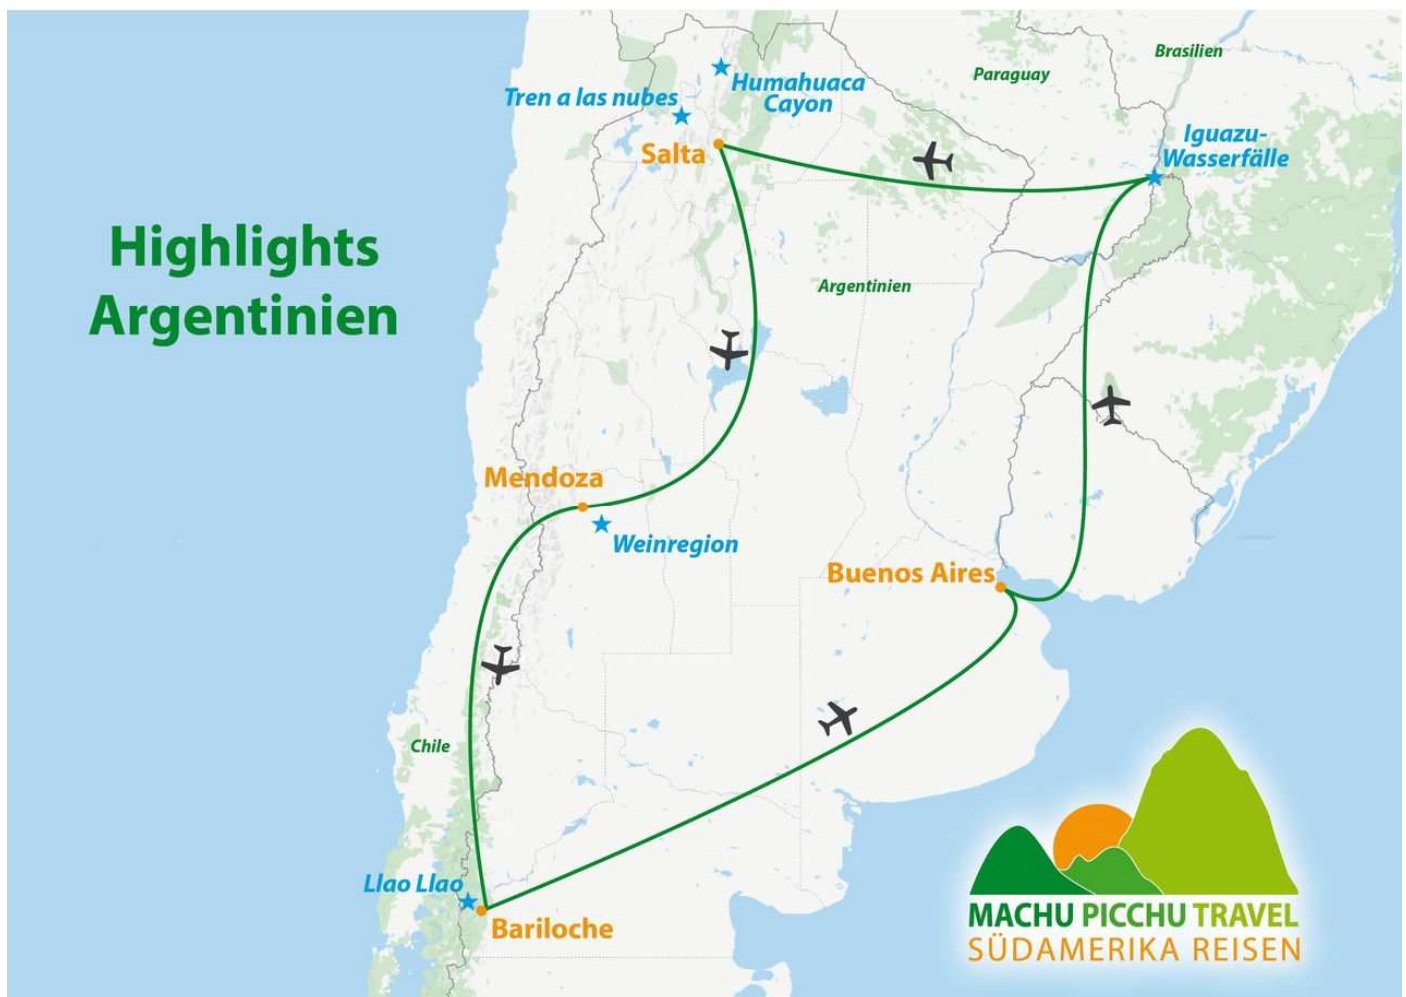 Brasilien
Paraguay
Humahuaca
Cayon
Tren a las nubes
Salta
Iguazu-
Wasserfälle
Highlights
Argentinien
Argentinien
Mendoza
Weinregion
Buenos Aires
Chile
Llao Llao
Bariloche
MACHU PICCHU TRAVEL
SÜDAMERIKA REISEN